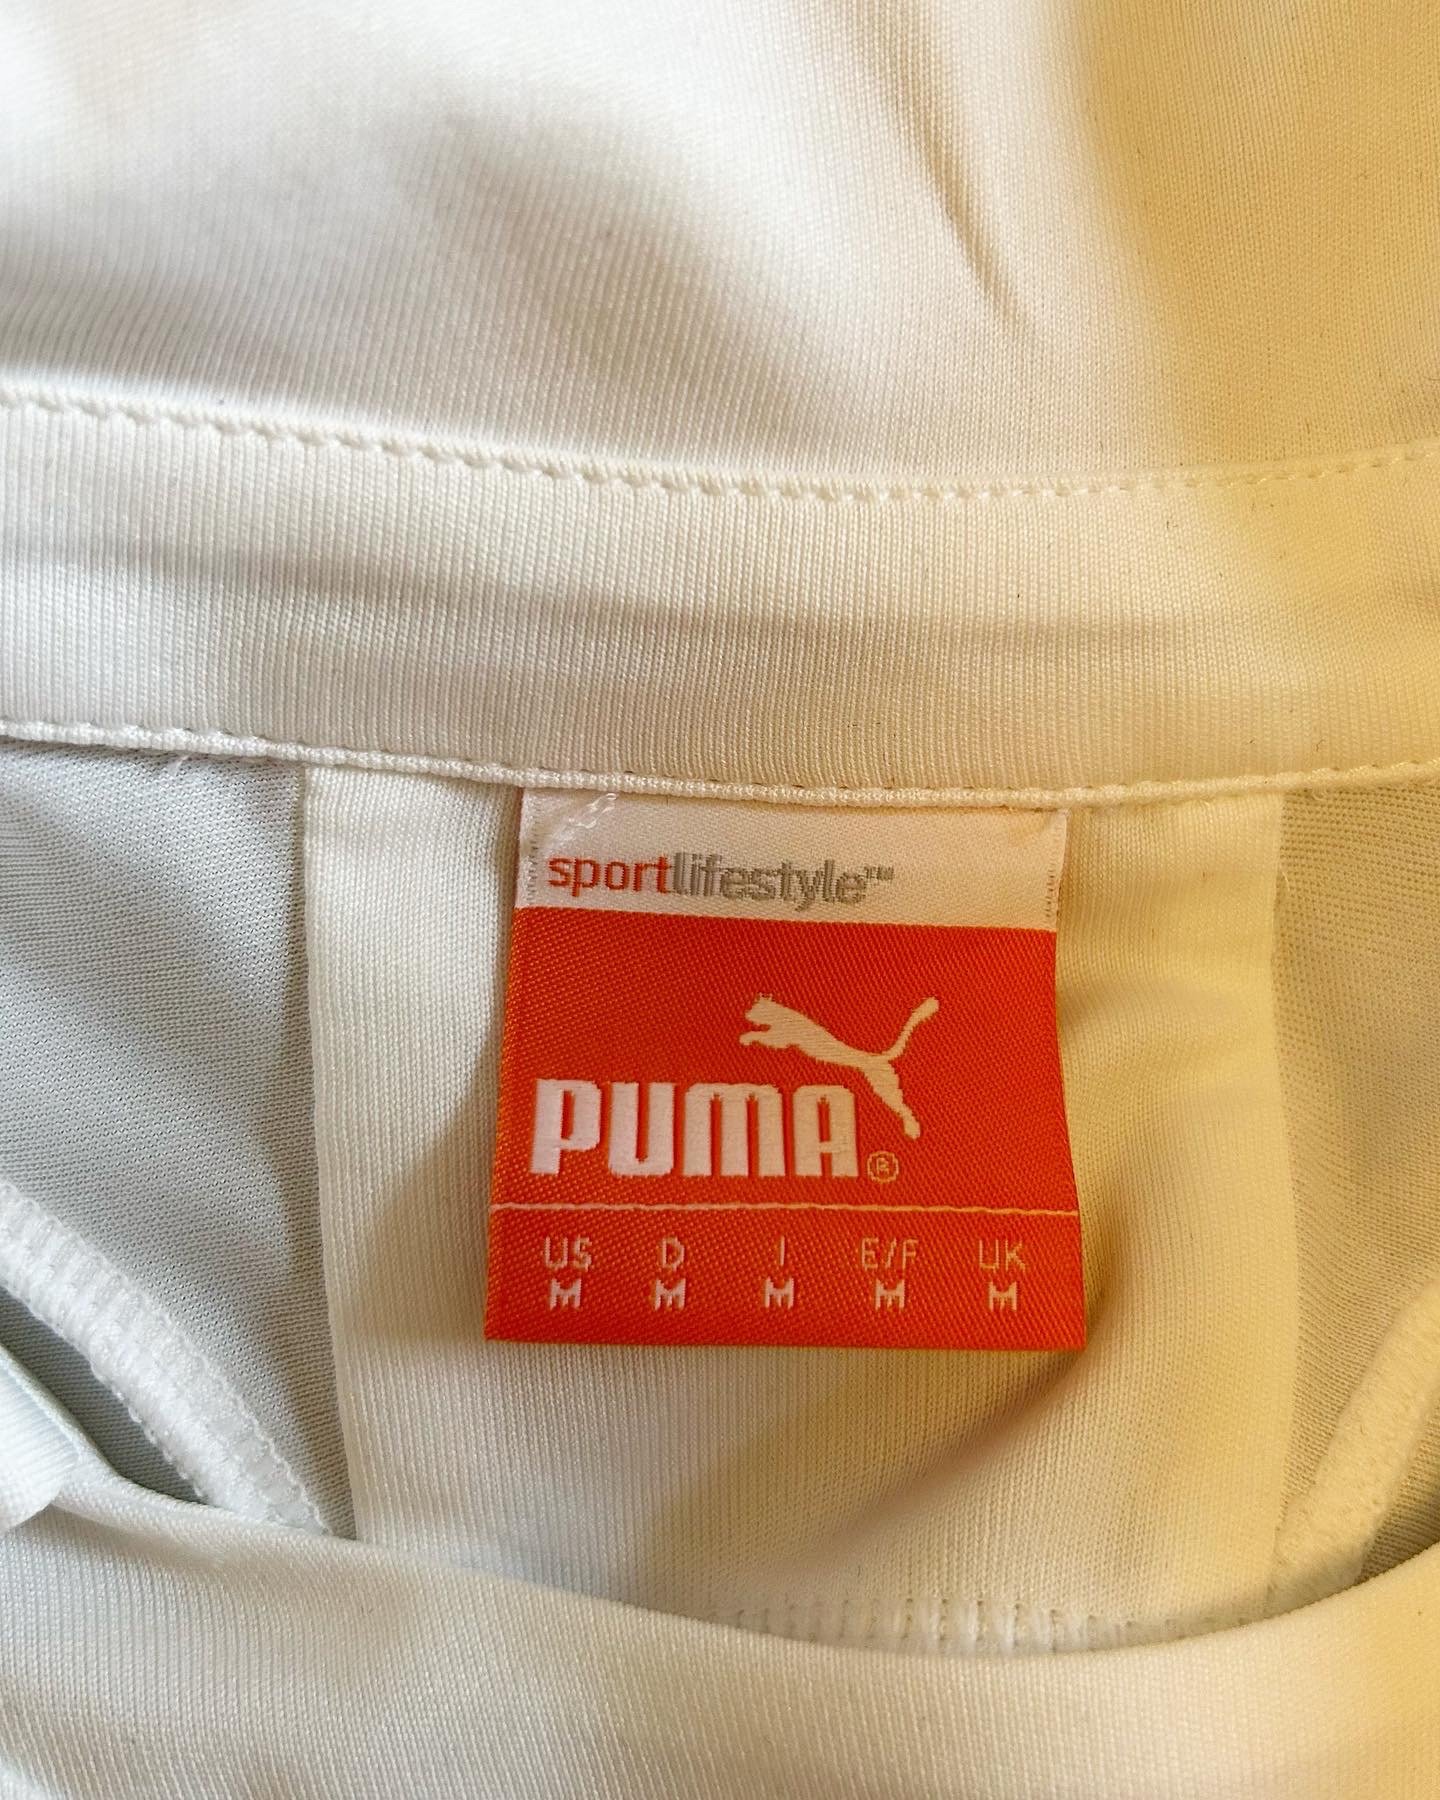 sportlifestyle™
PUMA®
US D I E/F UK
M M M M M